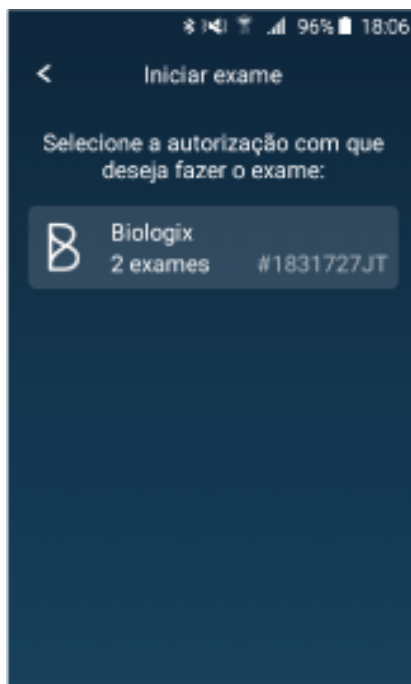 96% 18:06
Iniciar exame
Selecione a autorização com que
deseja fazer o exame:
Biologix
2 exames #1831727JT